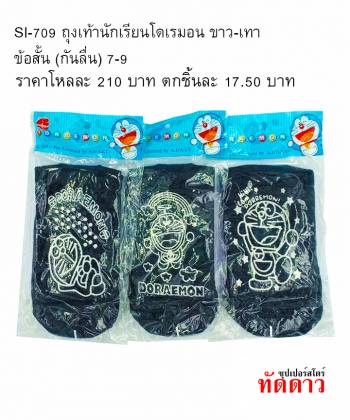 SI-709 ถุงเท้านักเรียนโดเรมอน ขาว-เทา
ข้อสั้น (กันลื่น) 7-9
ราคาโหลละ 210 บาท ตกชิ้นละ 17.50 บาท
DORAEMON
DORAEMON
DORAEMON
DORAEMON
DORAEMON!
ซุปเปอร์สโตร์
ทัดดาว